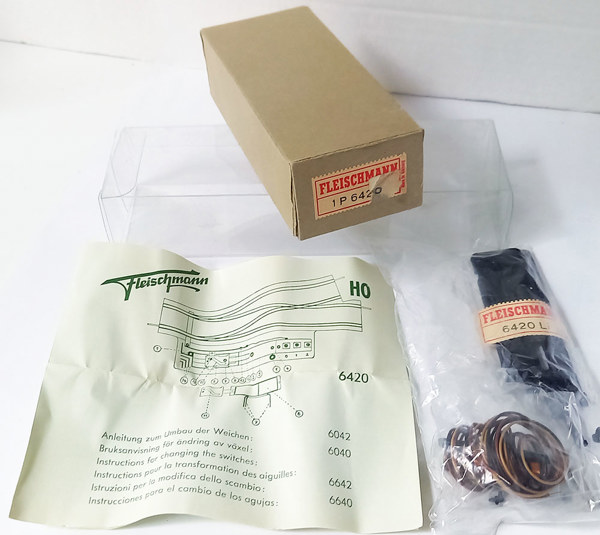 FLEISCHMANN
1 P 6420
Fleischmann
HO
6420
Anleitung zum Umbau der Weichen: 6042
Bruksanvisning för ändring av växel: 6040
Instructions for changing the switches:
Instructions pour la transformation des aiguilles: 6642
Istruzioni per la modifica dello scambio:
Instrucciones para el cambio de los agujas: 6640
FLEISCHMANN
6420 L